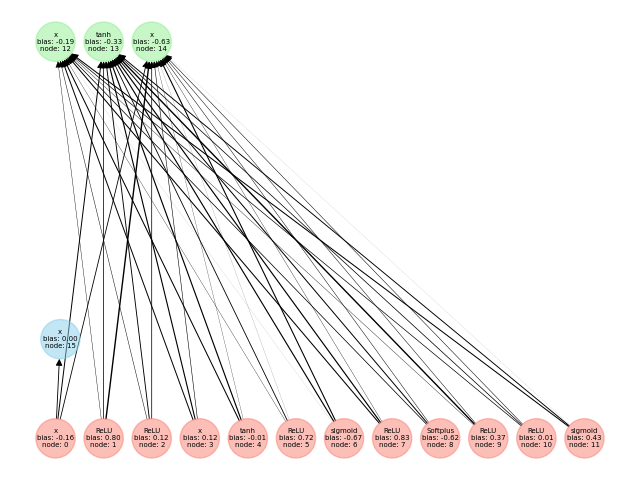 x
bias: -0.19
node: 12
tanh
bias: -0.33
node: 13
x
bias: -0.63
node: 14
x
bias: 0.00
node: 15
x
bias: -0.16
node: 0
ReLU
bias: 0.80
node: 1
ReLU
bias: 0.12
node: 2
x
bias: 0.12
node: 3
tanh
bias: -0.01
node: 4
ReLU
bias: 0.72
node: 5
sigmoid
bias: -0.67
node: 6
ReLU
bias: 0.83
node: 7
Softplus
bias: -0.62
node: 8
ReLU
bias: 0.37
node: 9
ReLU
bias: 0.01
node: 10
sigmoid
bias: 0.43
node: 11